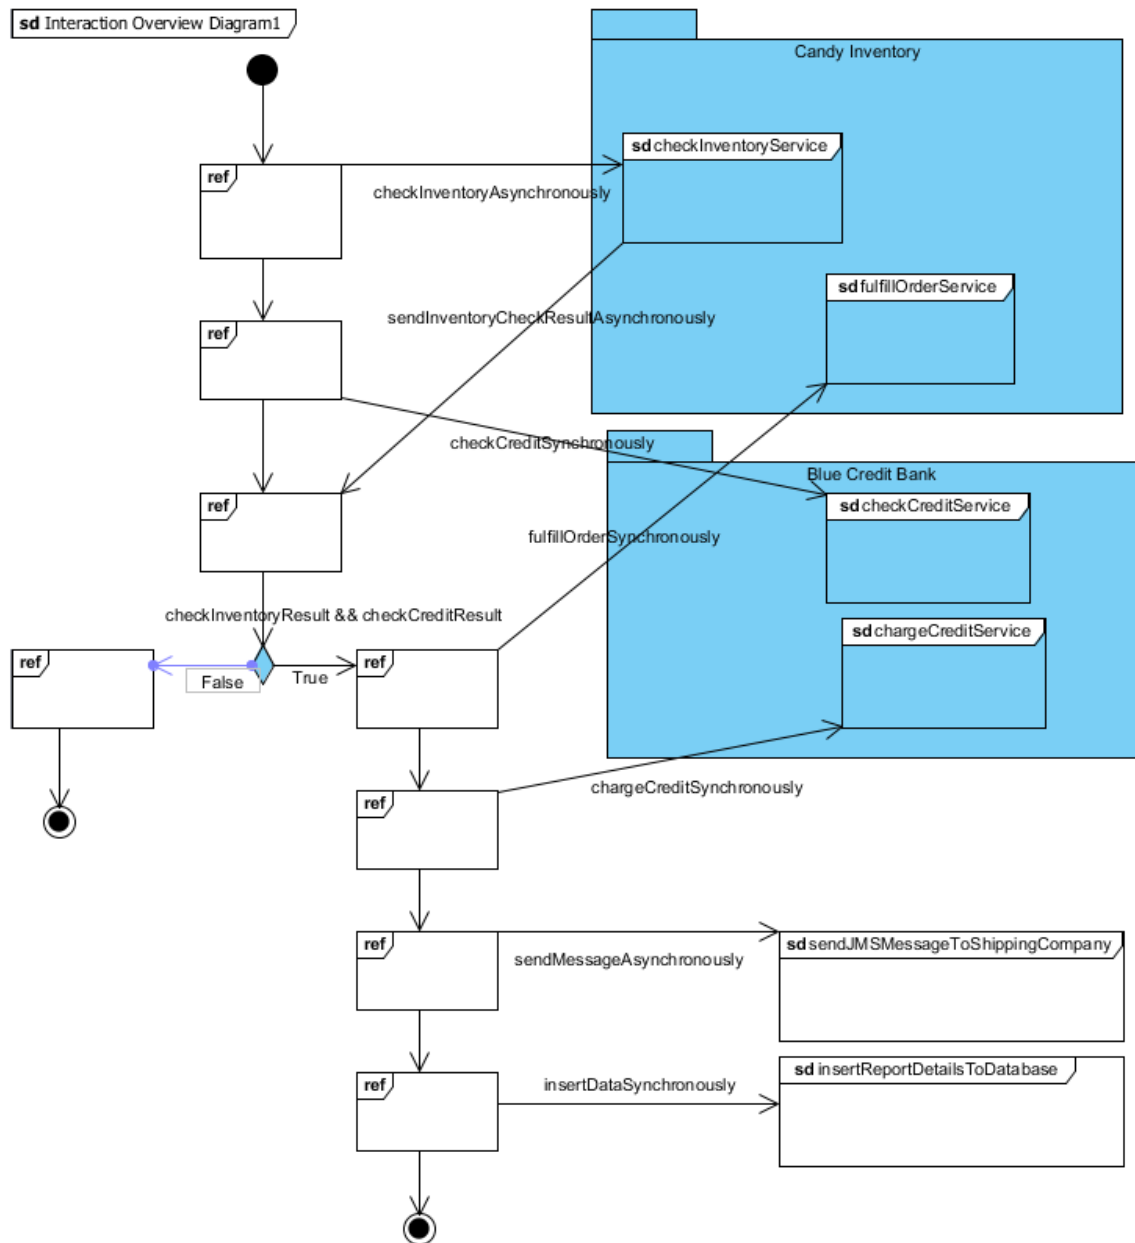 sd Interaction Overview Diagram1
Candy Inventory
sd checkInventoryService
ref
checkInventoryAsynchronously
sd fulfillOrderService
sendInventoryCheckResultAsynchronously
ref
checkCreditSynchronously
Blue Credit Bank
ref
sd checkCreditService
fulfillOrderSynchronously
checkInventoryResult && checkCreditResult
sd chargeCreditService
ref
False
True
ref
chargeCreditSynchronously
ref
ref
sendMessageAsynchronously
sd sendJMSMessageToShippingCompany
ref
insertDataSynchronously
sd insertReportDetailsToDatabase